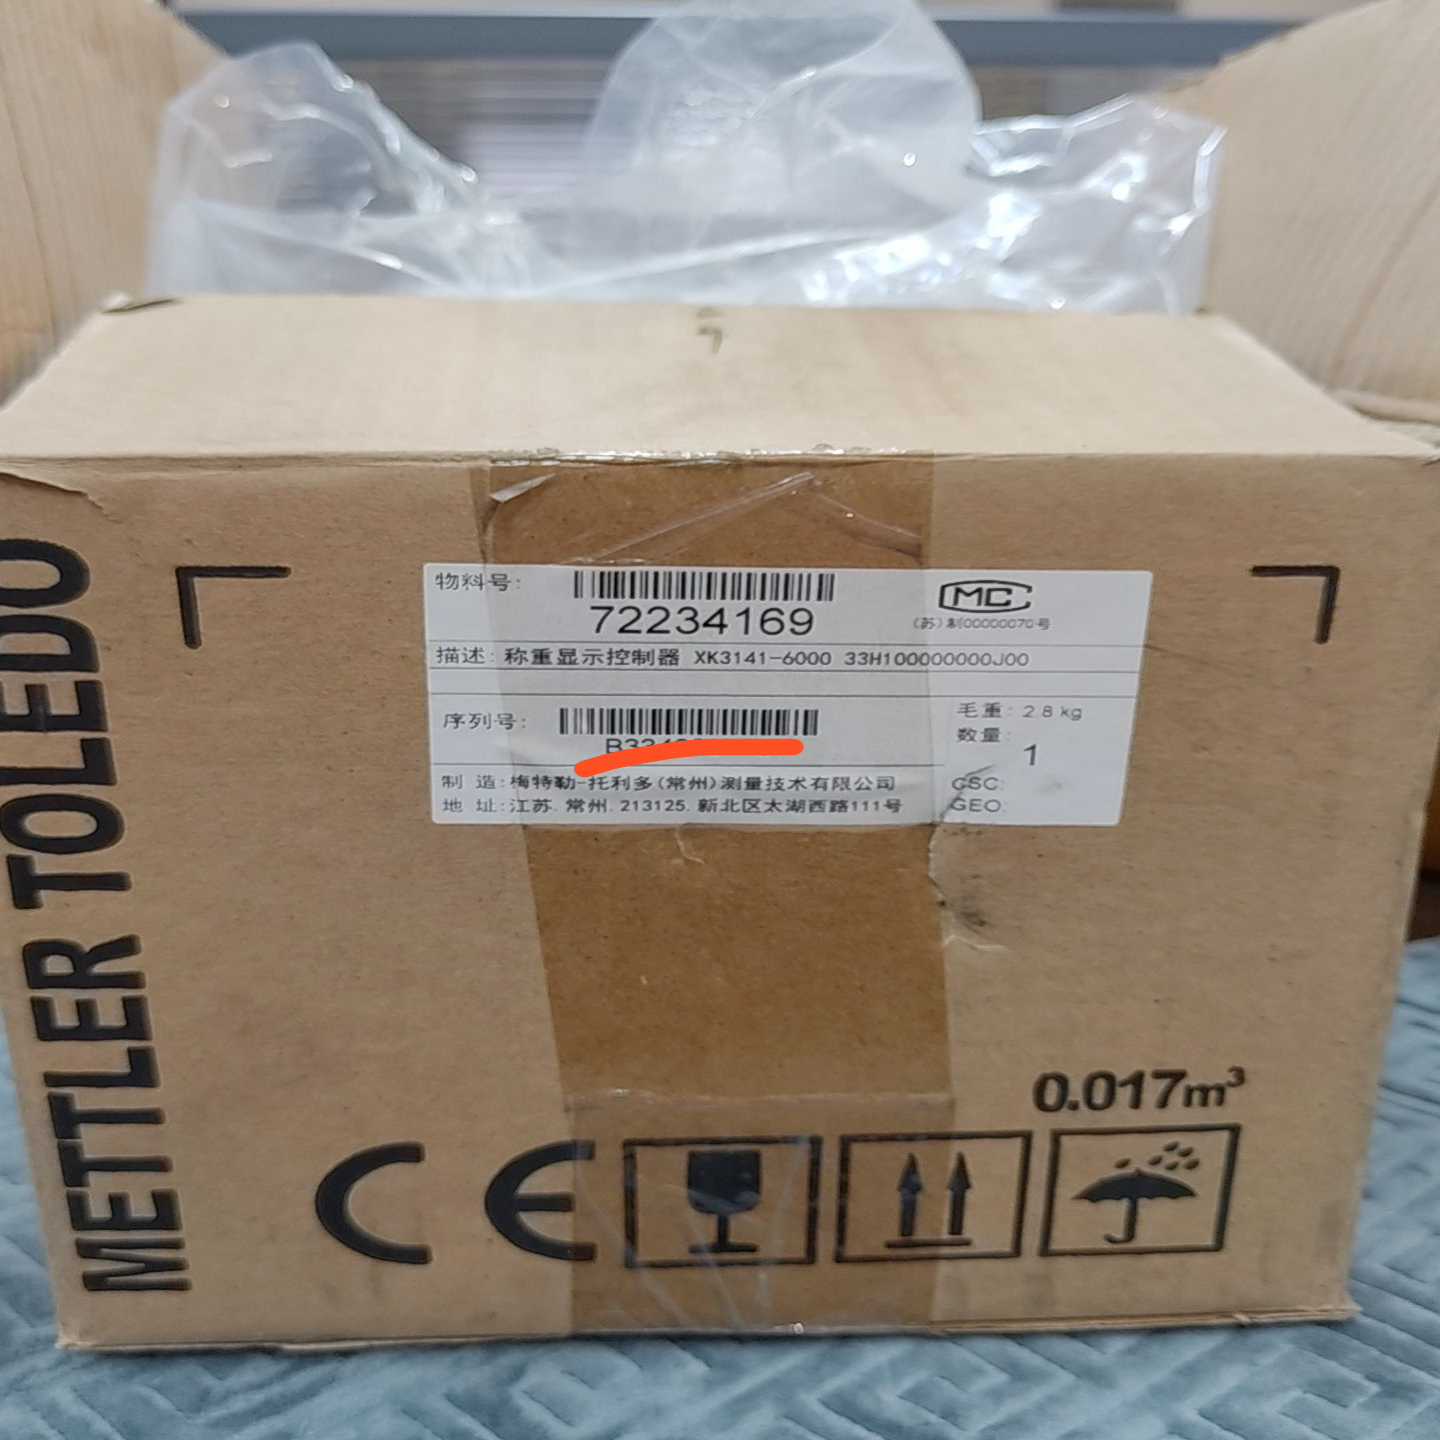 METTLER TOLEDO
物料号:
72234169
MC
(苏)制00000070号
描述: 称重显示控制器 XK3141-6000 33H100000000J00
序列号:
毛重: 2.8 kg
数量:
1
制 造:梅特勒-托利多(常州)测量技术有限公司
CSC:
地 址:江苏.常州.213125.新北区太湖西路111号
GEO:
0.017m³
CE